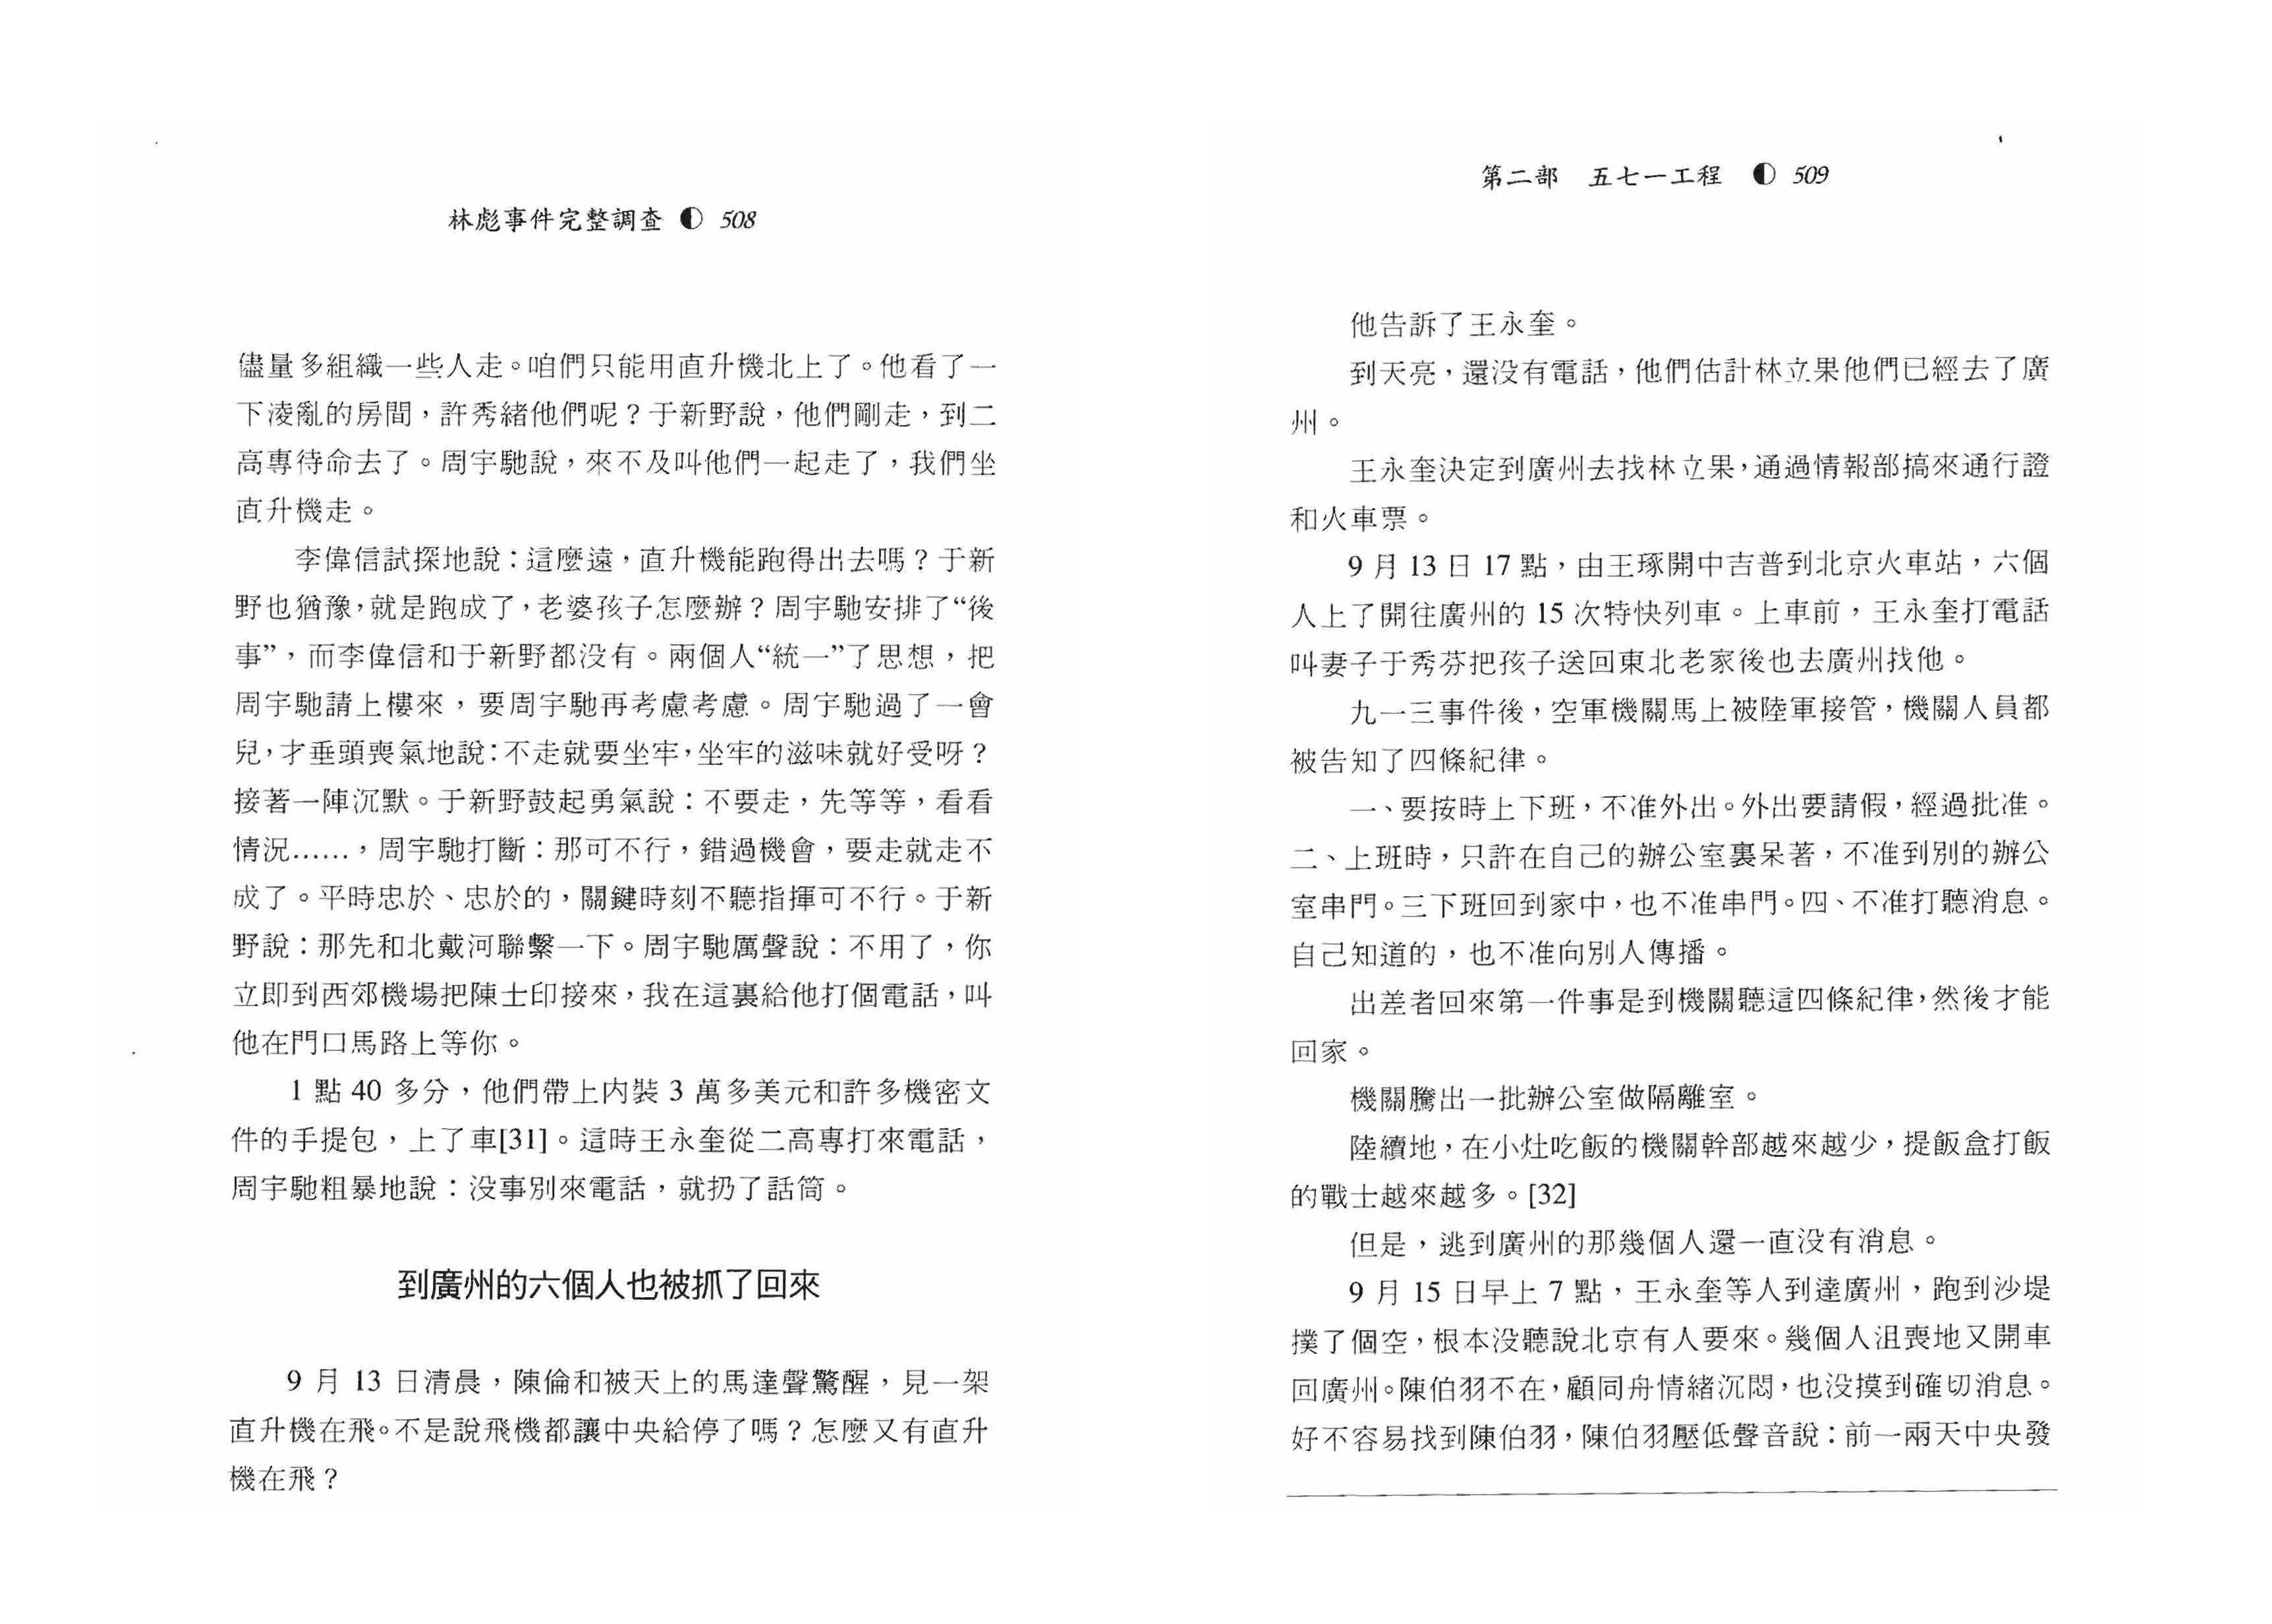 林彪事件完整調查 ◐ 508
儘量多組織一些人走。咱們只能用直升機北上了。他看了一
下凌亂的房間，許秀緒他們呢？于新野說，他們剛走，到二
高專待命去了。周宇馳說，來不及叫他們一起走了，我們坐
直升機走。
李偉信試探地說：這麼遠，直升機能跑得出去嗎？于新
野也猶豫，就是跑成了，老婆孩子怎麼辦？周宇馳安排了“後
事”，而李偉信和于新野都没有。兩個人“統一”了思想，把
周宇馳請上樓來，要周宇馳再考慮考慮。周宇馳過了一會
兒，才垂頭喪氣地說：不走就要坐牢，坐牢的滋味就好受呀？
接著一陣沉默。于新野鼓起勇氣說：不要走，先等等，看看
情況......，周宇馳打斷：那可不行，錯過機會，要走就走不
成了。平時忠於、忠於的，關鍵時刻不聽指揮可不行。于新
野說：那先和北戴河聯繫一下。周宇馳厲聲說：不用了，你
立即到西郊機場把陳士印接來，我在這裏給他打個電話，叫
他在門口馬路上等你。
1 點 40 多分，他們帶上内裝 3 萬多美元和許多機密文
件的手提包，上了車[31]。這時王永奎從二高專打來電話，
周宇馳粗暴地說：没事別來電話，就扔了話筒。
到廣州的六個人也被抓了回來
9 月 13 日清晨，陳倫和被天上的馬達聲驚醒，見一架
直升機在飛。不是說飛機都讓中央給停了嗎？怎麼又有直升
機在飛？
第二部 五七一工程 ◐ 509
他告訴了王永奎。
到天亮，還没有電話，他們估計林立果他們已經去了廣
州。
王永奎決定到廣州去找林立果，通過情報部搞來通行證
和火車票。
9 月 13 日 17 點，由王琢開中吉普到北京火車站，六個
人上了開往廣州的 15 次特快列車。上車前，王永奎打電話
叫妻子于秀芬把孩子送回東北老家後也去廣州找他。
九一三事件後，空軍機關馬上被陸軍接管，機關人員都
被告知了四條紀律。
一、要按時上下班，不准外出。外出要請假，經過批准。
二、上班時，只許在自己的辦公室裏呆著，不准到別的辦公
室串門。三下班回到家中，也不准串門。四、不准打聽消息。
自己知道的，也不准向別人傳播。
出差者回來第一件事是到機關聽這四條紀律，然後才能
回家。
機關騰出一批辦公室做隔離室。
陸續地，在小灶吃飯的機關幹部越來越少，提飯盒打飯
的戰士越來越多。[32]
但是，逃到廣州的那幾個人還一直没有消息。
9 月 15 日早上 7 點，王永奎等人到達廣州，跑到沙堤
撲了個空，根本没聽說北京有人要來。幾個人沮喪地又開車
回廣州。陳伯羽不在，顧同舟情緒沉悶，也没摸到確切消息。
好不容易找到陳伯羽，陳伯羽壓低聲音說：前一兩天中央發